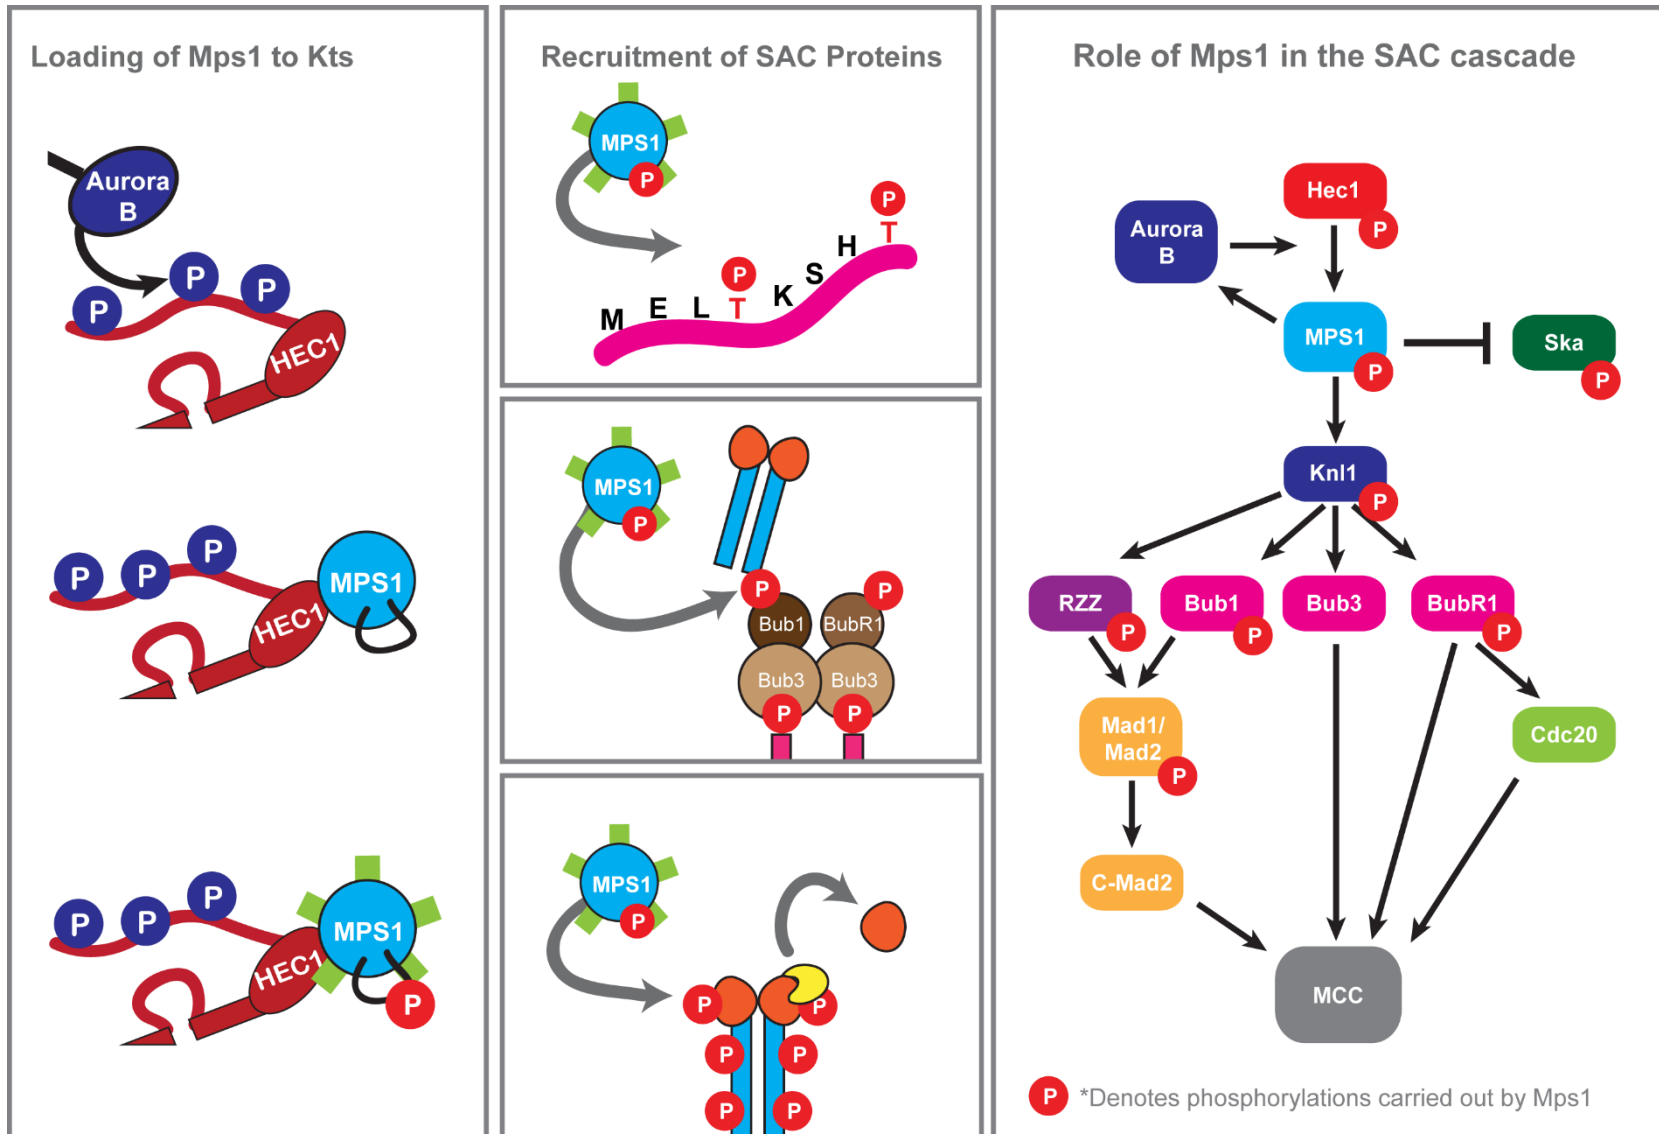 Loading of Mps1 to Kts
Aurora
B
P
P
P
HEC1
P
P
P
HEC1
MPS1
P
P
P
HEC1
MPS1
P
Recruitment of SAC Proteins
MPS1
P
M
E
L
T
P
K
S
H
T
P
MPS1
P
P
P
Bub1
BubR1
Bub3
Bub3
P
P
MPS1
P
P
P
P
P
P
P
Role of Mps1 in the SAC cascade
Hec1
P
Aurora
B
MPS1
P
Ska
P
Knl1
P
RZZ
P
Bub1
P
Bub3
BubR1
P
Mad1/
Mad2
P
Cdc20
C-Mad2
MCC
P *Denotes phosphorylations carried out by Mps1